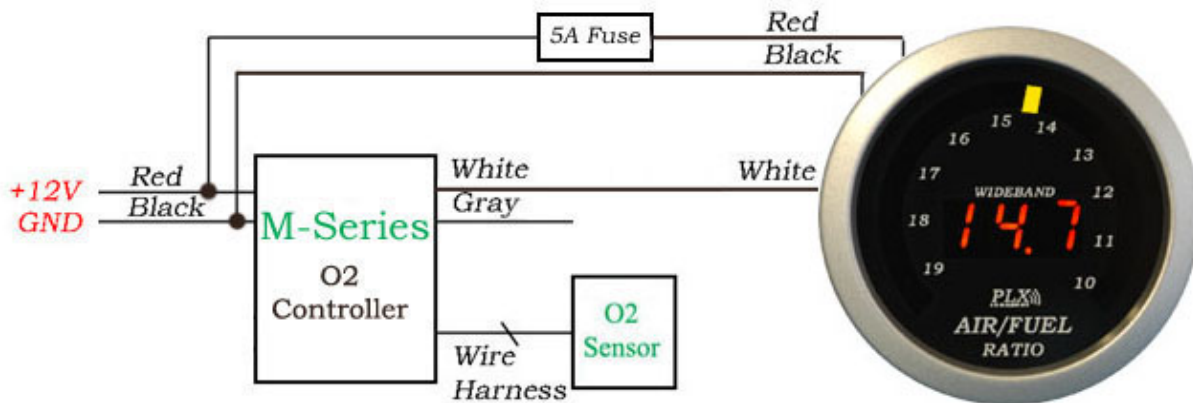 5A Fuse
Red
Black
+12V
Red
GND
Black
M-Series
O2
Controller
White
Gray
White
Wire
Harness
O2
Sensor
15
14
16
13
17
12
WIDEBAND
18
14.7
11
19
10
PLX
AIR/FUEL
RATIO